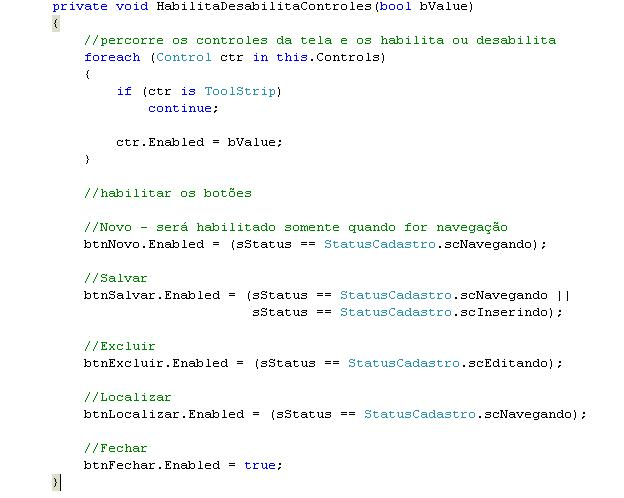 private void HabilitaDesabilitaControles(bool bValue)
{
    //percorre os controles da tela e os habilita ou desabilita
    foreach (Control ctr in this.Controls)
    {
        if (ctr is ToolStrip)
            continue;

        ctr.Enabled = bValue;
    }

    //habilitar os botões

    //Novo - será habilitado somente quando for navegação
    btnNovo.Enabled = (sStatus == StatusCadastro.scNavegando);

    //Salvar
    btnSalvar.Enabled = (sStatus == StatusCadastro.scNavegando ||
                         sStatus == StatusCadastro.scInserindo);

    //Excluir
    btnExcluir.Enabled = (sStatus == StatusCadastro.scEditando);

    //Localizar
    btnLocalizar.Enabled = (sStatus == StatusCadastro.scNavegando);

    //Fechar
    btnFechar.Enabled = true;
}